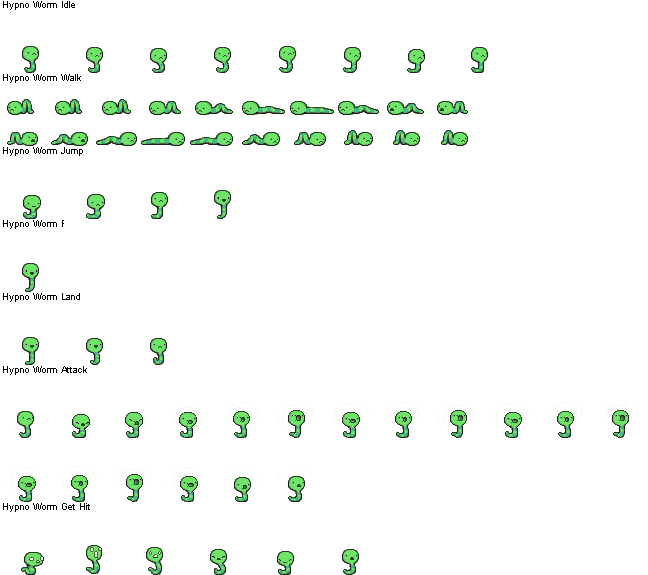 Hypno Worm Idle
Hypno Worm Walk
Hypno Worm Jump
Hypno Worm F
Hypno Worm Land
Hypno Worm Attack
Hypno Worm Get Hit